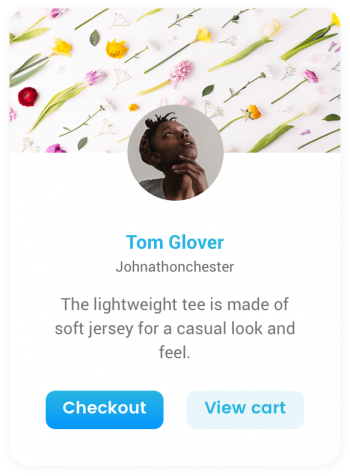 Tom Glover
Johnathonchester
The lightweight tee is made of
soft jersey for a casual look and
feel.
Checkout
View cart